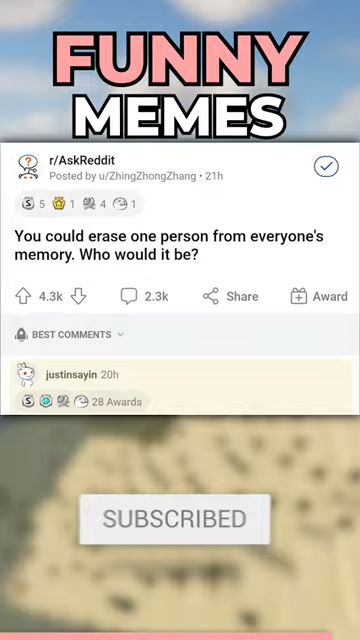 FUNNY
MEMES
r/AskReddit
Posted by u/ZhingZhongZhang • 21h
5 1 4 1
You could erase one person from everyone's
memory. Who would it be?
4.3k 2.3k Share Award
BEST COMMENTS
justinsayin 20h
28 Awards
SUBSCRIBED